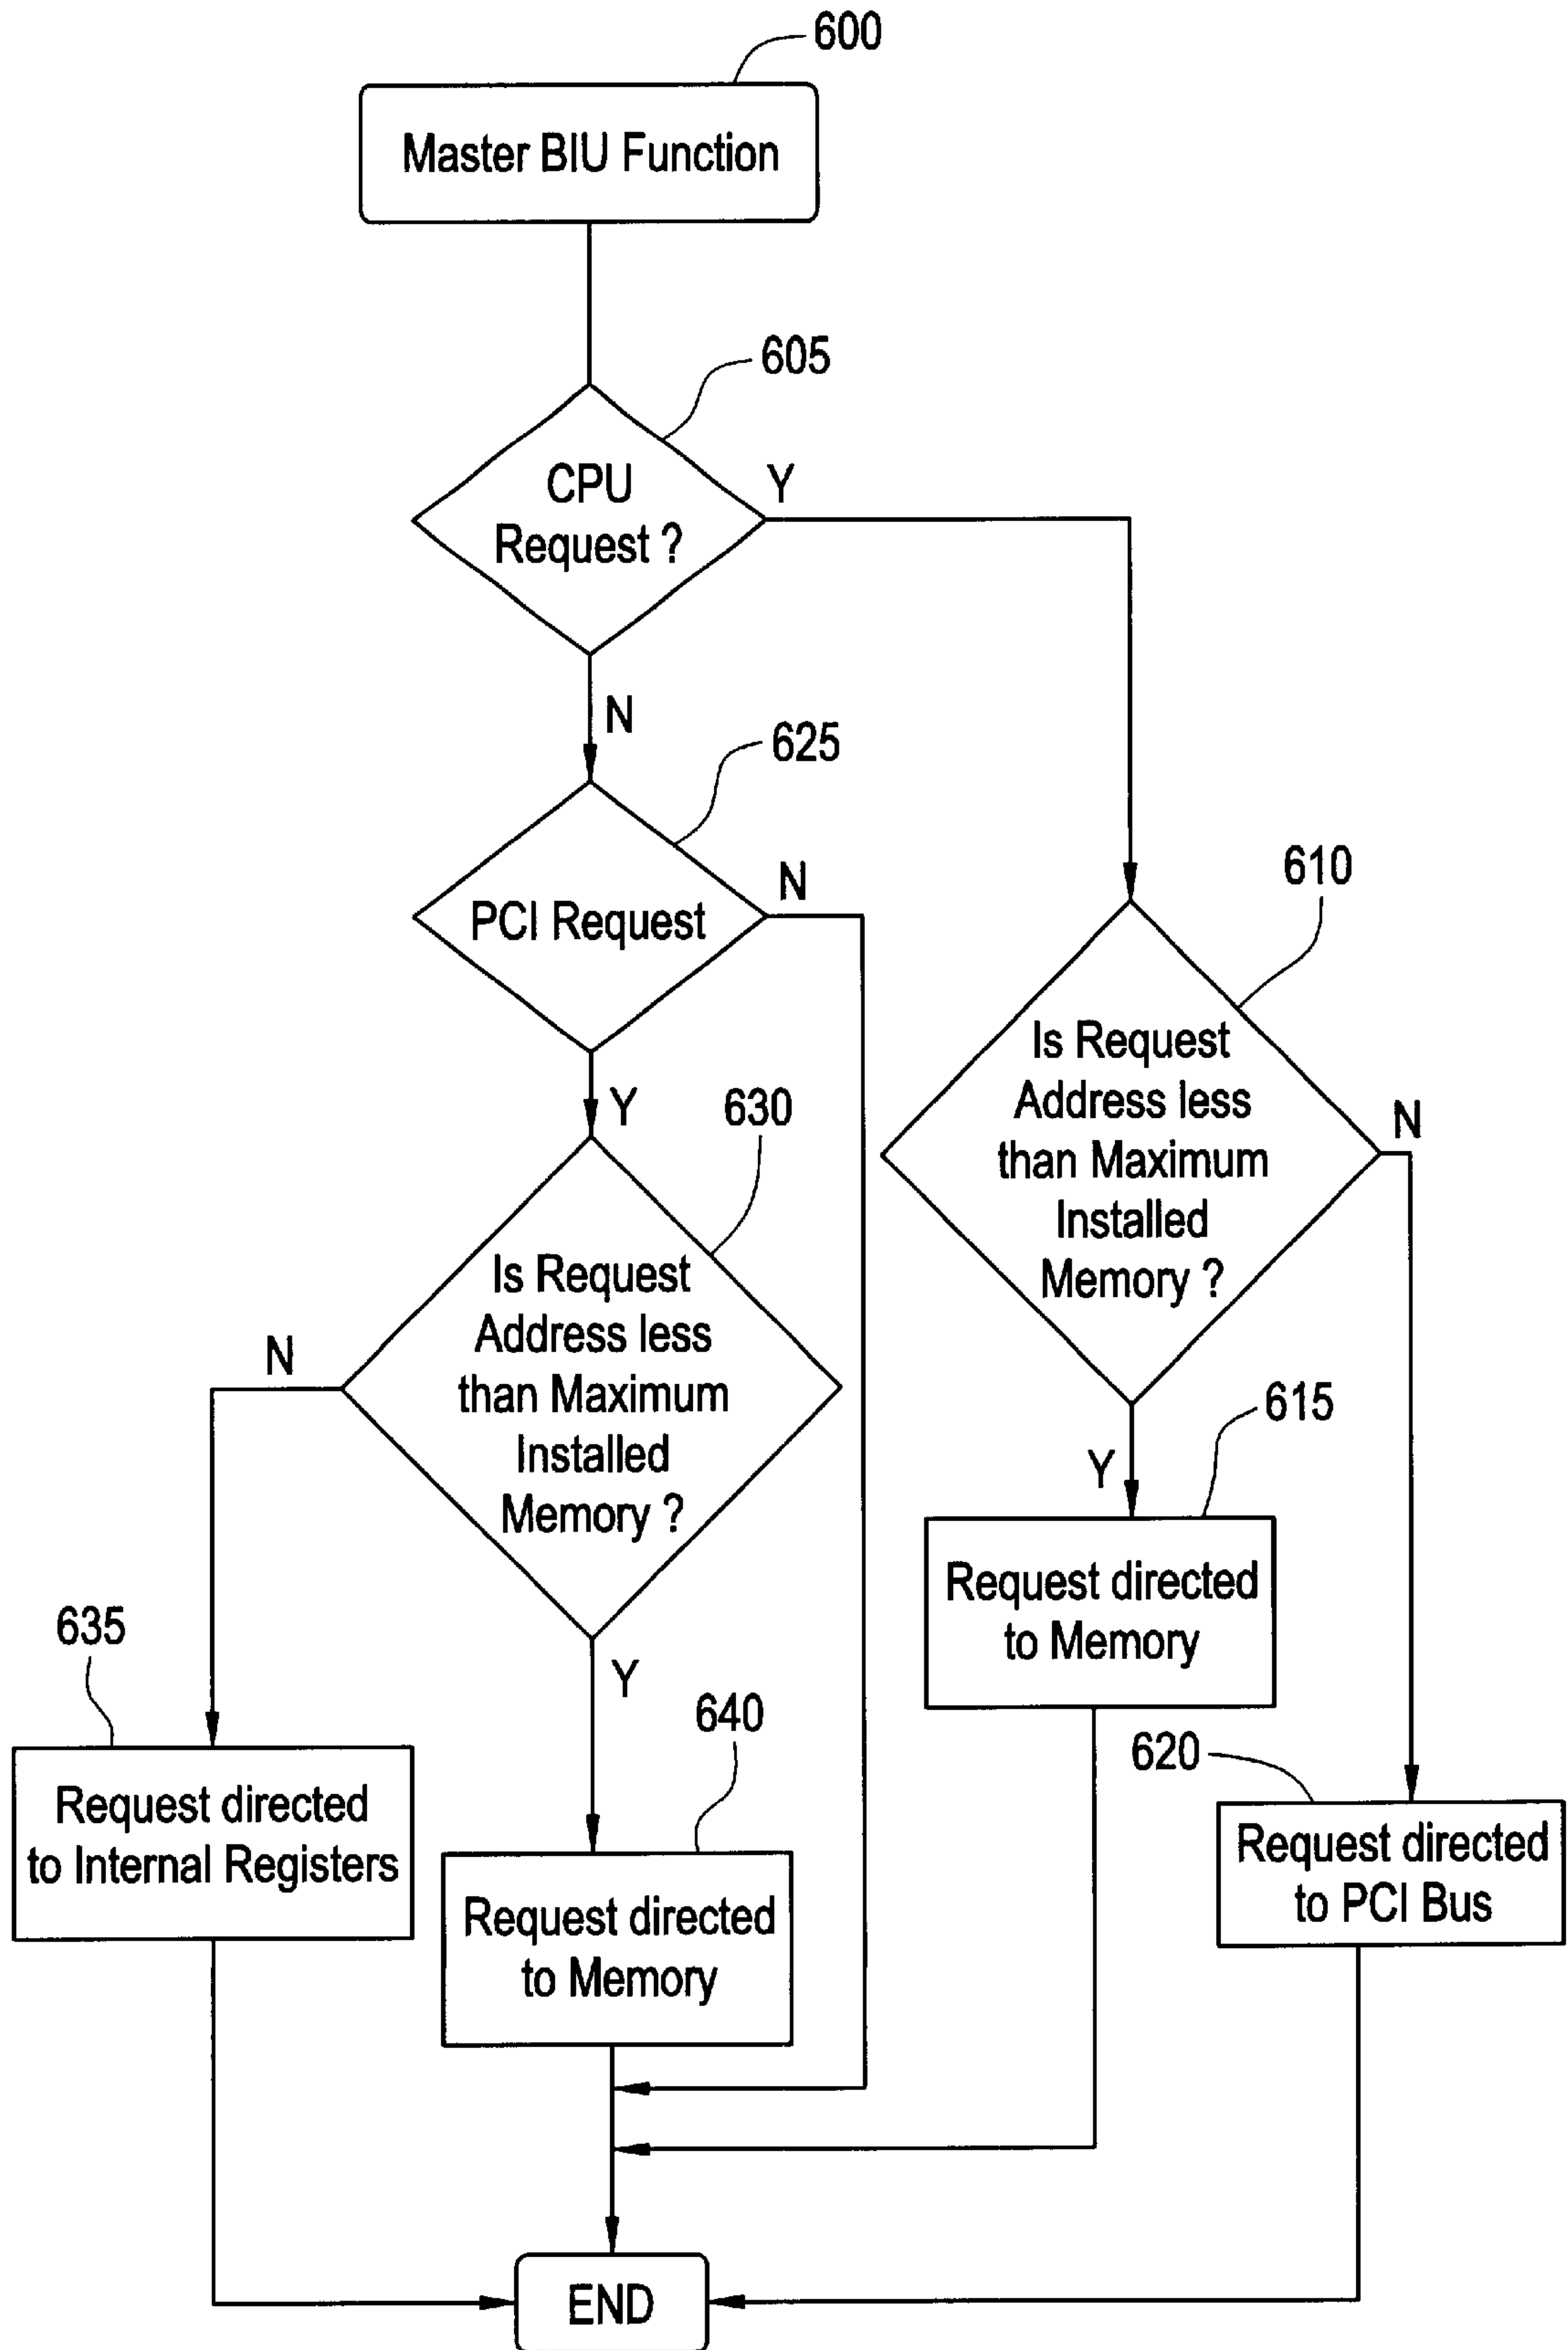 600
Master BIU Function
605
CPU
Request ?
Y
N
625
PCI Request
N
610
Is Request
Address less
than Maximum
Installed
Memory ?
N
Y
630
Is Request
Address less
than Maximum
Installed
Memory ?
N
Y
615
Request directed
to Memory
Y
635
Request directed
to Internal Registers
640
Request directed
to Memory
620
Request directed
to PCI Bus
END